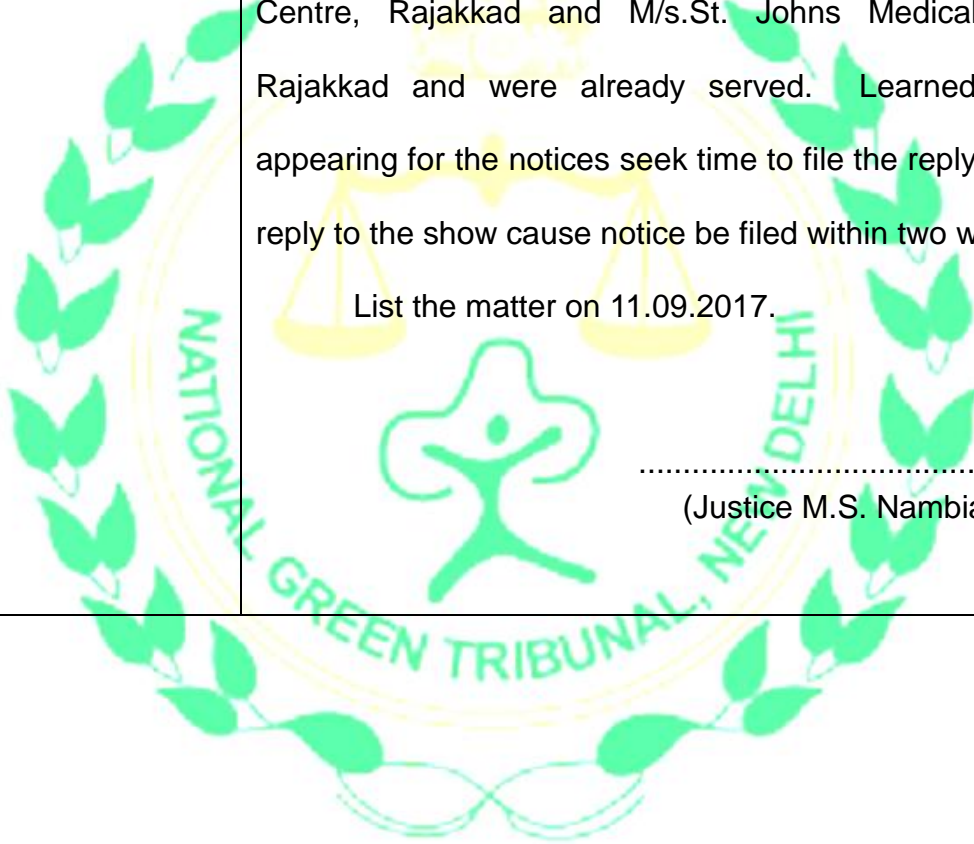 Centre, Rajakkad and M/s.St. Johns Medical
Rajakkad and were already served. Learned
appearing for the notices seek time to file the reply
reply to the show cause notice be filed within two
List the matter on 11.09.2017.
....................................
(Justice M.S.
NATIONAL GREEN TRIBUNAL, NEW DELHI